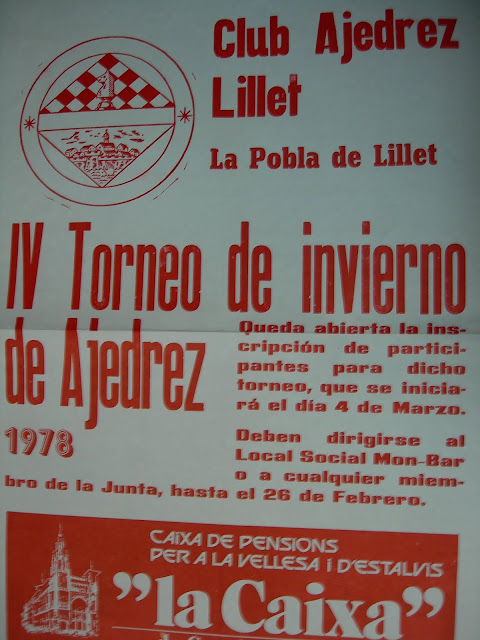 Club Ajedrez
Lillet
La Pobla de Lillet
IV Torneo de invierno
de Ajedrez
1978
Queda abierta la ins-
cripción de partici-
pantes para dicho
torneo, que se inicia-
rá el día 4 de Marzo.
Deben dirigirse al
Local Social Mon-Bar
o a cualquier miem-
bro de la Junta, hasta el 26 de Febrero.
CAIXA DE PENSIONS
PER A LA VELLESA I D'ESTALVIS
"la Caixa"